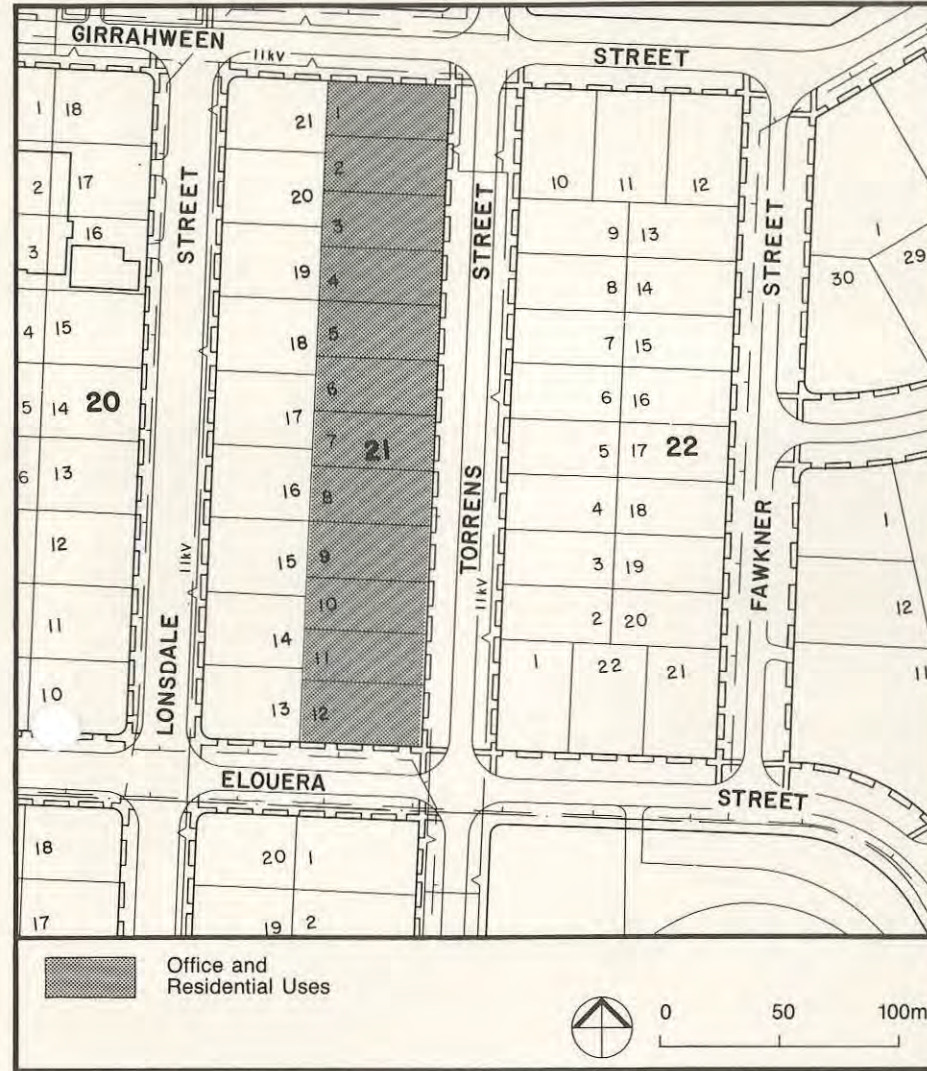 GIRRAHWEEN STREET
11kV
1 18
2 17
3 16
4 15
5 14
20
6 13
12
11
10
STREET
LONSDALE
11kV
21 1
20 2
3
19 4
18 5
6
17 7
21
16 8
15 9
10
14 11
13 12
STREET
TORRENS
11kV
10 11 12
9 13
8 14
7 15
6 16
5 17 22
4 18
3 19
2 20
1 22 21
STREET
FAWKNER
1
30 29
1
12
11
ELOUERA STREET
18
17
20 1
19 2
Office and
Residential Uses
0 50 100m